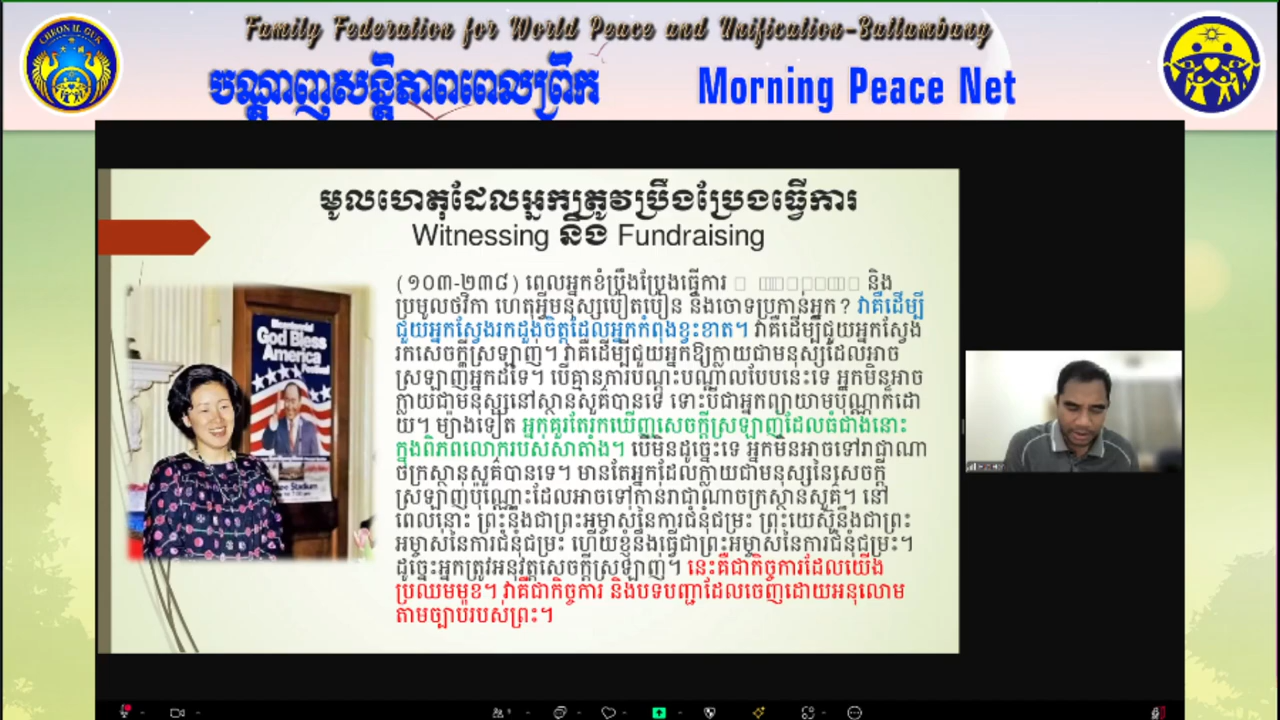 Family Federation for World Peace and Unification-Battambang
CHEON IL GUK
បណ្តាញសន្តិភាពពេលព្រឹក
Morning Peace Net
មូលហេតុដែលអ្នកត្រូវប្រឹងប្រែងធ្វើការ
Witnessing និង Fundraising
(១០៣-២៣៨) ពេលអ្នកខំប្រឹងប្រែងធ្វើការ និង
ប្រមូលថវិកា ហេតុអ្វីមនុស្សបៀតបៀន និងចោទប្រកាន់អ្នក? វាគឺដើម្បី
ជួយអ្នកស្វែងរកដួងចិត្តដែលអ្នកកំពុងខ្វះខាត។ វាគឺដើម្បីជួយអ្នកស្វែង
រកសេចក្តីស្រឡាញ់។ វាគឺដើម្បីជួយអ្នកឱ្យក្លាយជាមនុស្សដែលអាច
ស្រឡាញ់អ្នកដទៃ។ បើគ្មានការបណ្តុះបណ្តាលបែបនេះទេ អ្នកមិនអាច
ក្លាយជាមនុស្សនៅស្ថានសួគ៌បានទេ ទោះបីជាអ្នកព្យាយាមប៉ុណ្ណាក៏ដោ
យ។ ម្យ៉ាងទៀត អ្នកគួរតែរកឃើញសេចក្តីស្រឡាញ់ដែលធំជាងនោះ
ក្នុងពិភពលោករបស់សាតាំង។ បើមិនដូច្នេះទេ អ្នកមិនអាចទៅរាជាណា
ចក្រស្ថានសួគ៌បានទេ។ មានតែអ្នកដែលក្លាយជាមនុស្សនៃសេចក្តី
ស្រឡាញ់ប៉ុណ្ណោះដែលអាចទៅកាន់រាជាណាចក្រស្ថានសួគ៌។ នៅ
ពេលនោះ ព្រះនឹងជាព្រះអម្ចាស់នៃការជំនុំជម្រះ ព្រះយេស៊ូនឹងជាព្រះ
អម្ចាស់នៃការជំនុំជម្រះ ហើយខ្ញុំនឹងធ្វើជាព្រះអម្ចាស់នៃការជំនុំជម្រះ។
ដូច្នេះអ្នកត្រូវអនុវត្តសេចក្តីស្រឡាញ់។ នេះគឺជាកិច្ចការដែលយើង
ប្រឈមមុខ។ វាគឺជាកិច្ចការ និងបទបញ្ជាដែលចេញដោយអនុលោម
តាមច្បាប់របស់ព្រះ។
Bicentennial
God Bless
America
Festival